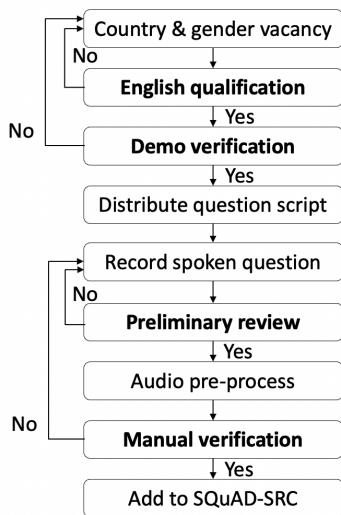 Country & gender vacancy
No
English qualification
Yes
No
Demo verification
Yes
Distribute question script
Record spoken question
No
Preliminary review
Yes
Audio pre-process
No
Manual verification
Yes
Add to SQuAD-SRC